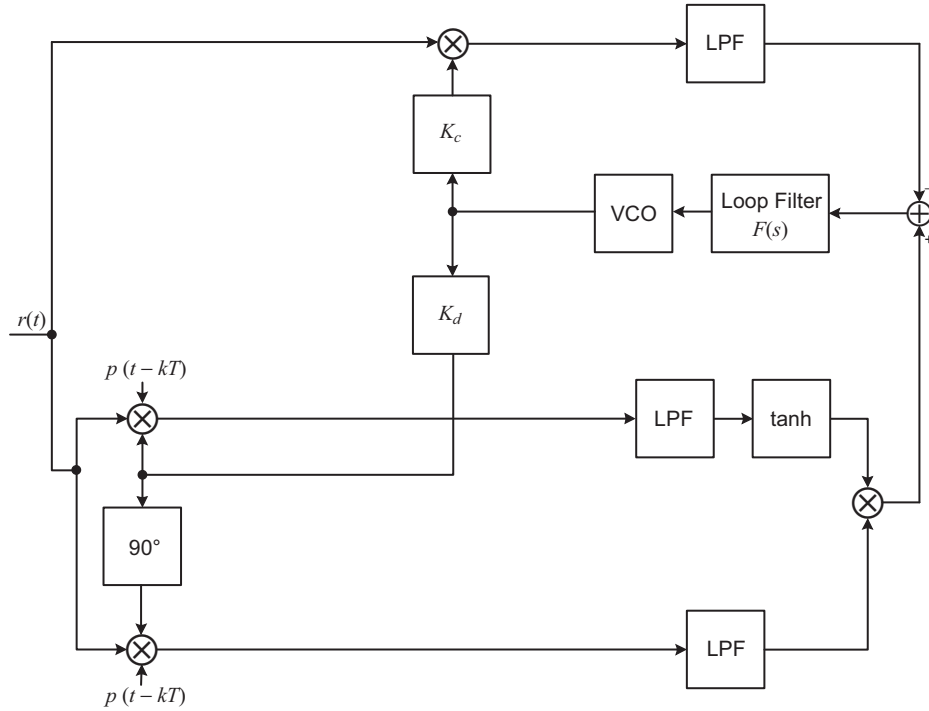 LPF
K_c
VCO
Loop Filter
F(s)
−
+
K_d
r(t)
p (t − kT)
LPF
tanh
90°
LPF
p (t − kT)